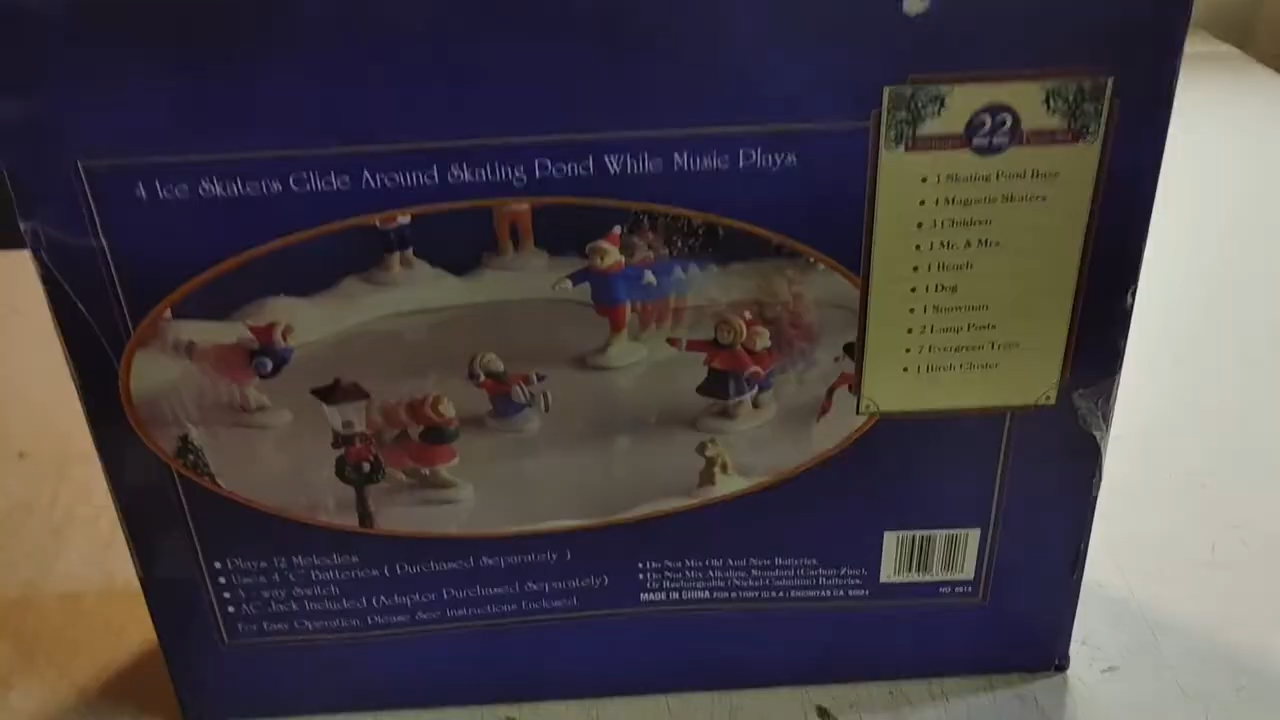 4 Ice Skaters Glide Around Skating Pond While Music Plays
22
• 1 Skating Pond Base
• 4 Magnetic Skaters
• 3 Children
• 1 Mr. & Mrs.
• 1 Bench
• 1 Dog
• 1 Snowman
• 2 Lamp Posts
• 7 Evergreen Trees
• 1 Birch Cluster
• Plays 12 Melodies
• Uses 4 "C" Batteries ( Purchased Separately )
• 3 - way Switch
• AC Jack Included (Adaptor Purchased Separately)
For Easy Operation, Please See Instructions Enclosed.
• Do Not Mix Old And New Batteries.
• Do Not Mix Alkaline, Standard (Carbon-Zinc),
Or Rechargeable (Nickel-Cadmium) Batteries.
MADE IN CHINA FOR